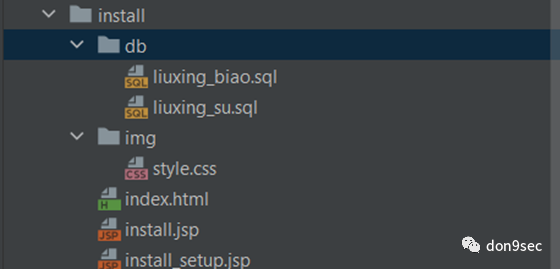 install
db
SQL liuxing_biao.sql
SQL liuxing_su.sql
img
CSS style.css
H index.html
JSP install.jsp
JSP install_setup.jsp
don9sec